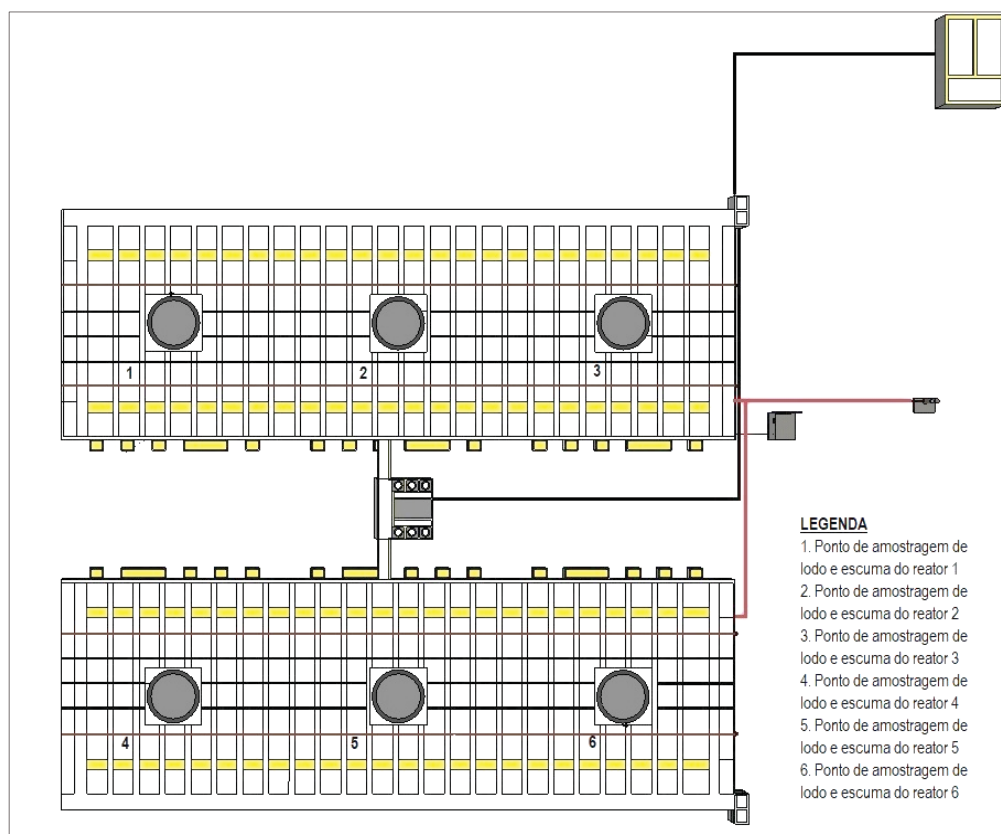 1
2
3
4
5
6
LEGENDA
1. Ponto de amostragem de
lodo e escuma do reator 1
2. Ponto de amostragem de
lodo e escuma do reator 2
3. Ponto de amostragem de
lodo e escuma do reator 3
4. Ponto de amostragem de
lodo e escuma do reator 4
5. Ponto de amostragem de
lodo e escuma do reator 5
6. Ponto de amostragem de
lodo e escuma do reator 6